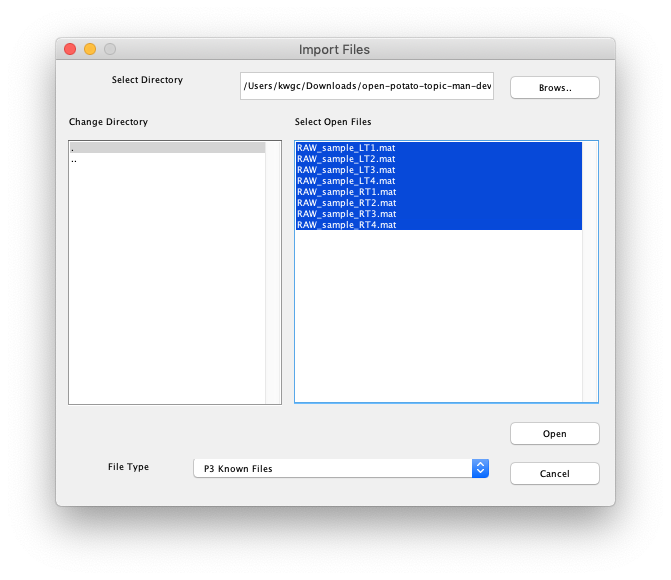 Import Files
Select Directory
/Users/kwgc/Downloads/open-potato-topic-man-dev
Brows..
Change Directory
Select Open Files
.
..
RAW_sample_LT1.mat
RAW_sample_LT2.mat
RAW_sample_LT3.mat
RAW_sample_LT4.mat
RAW_sample_RT1.mat
RAW_sample_RT2.mat
RAW_sample_RT3.mat
RAW_sample_RT4.mat
Open
File Type
P3 Known Files
Cancel